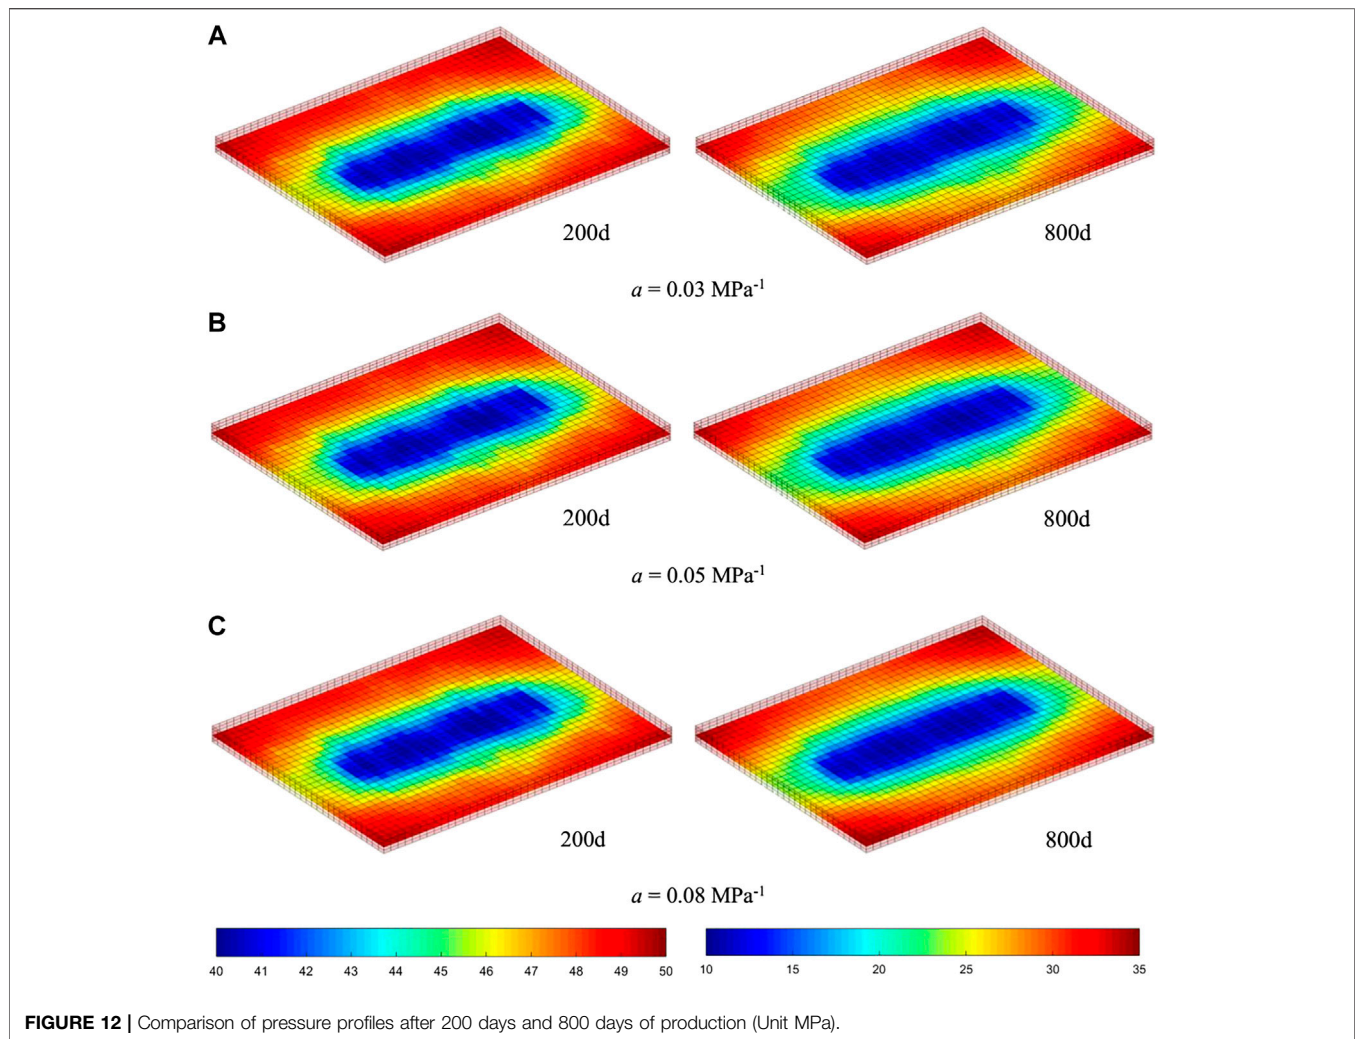 A
200d
800d
a = 0.03 MPa⁻¹
B
200d
800d
a = 0.05 MPa⁻¹
C
200d
800d
a = 0.08 MPa⁻¹
40 41 42 43 44 45 46 47 48 49 50
10 15 20 25 30 35
FIGURE 12 | Comparison of pressure profiles after 200 days and 800 days of production (Unit MPa).